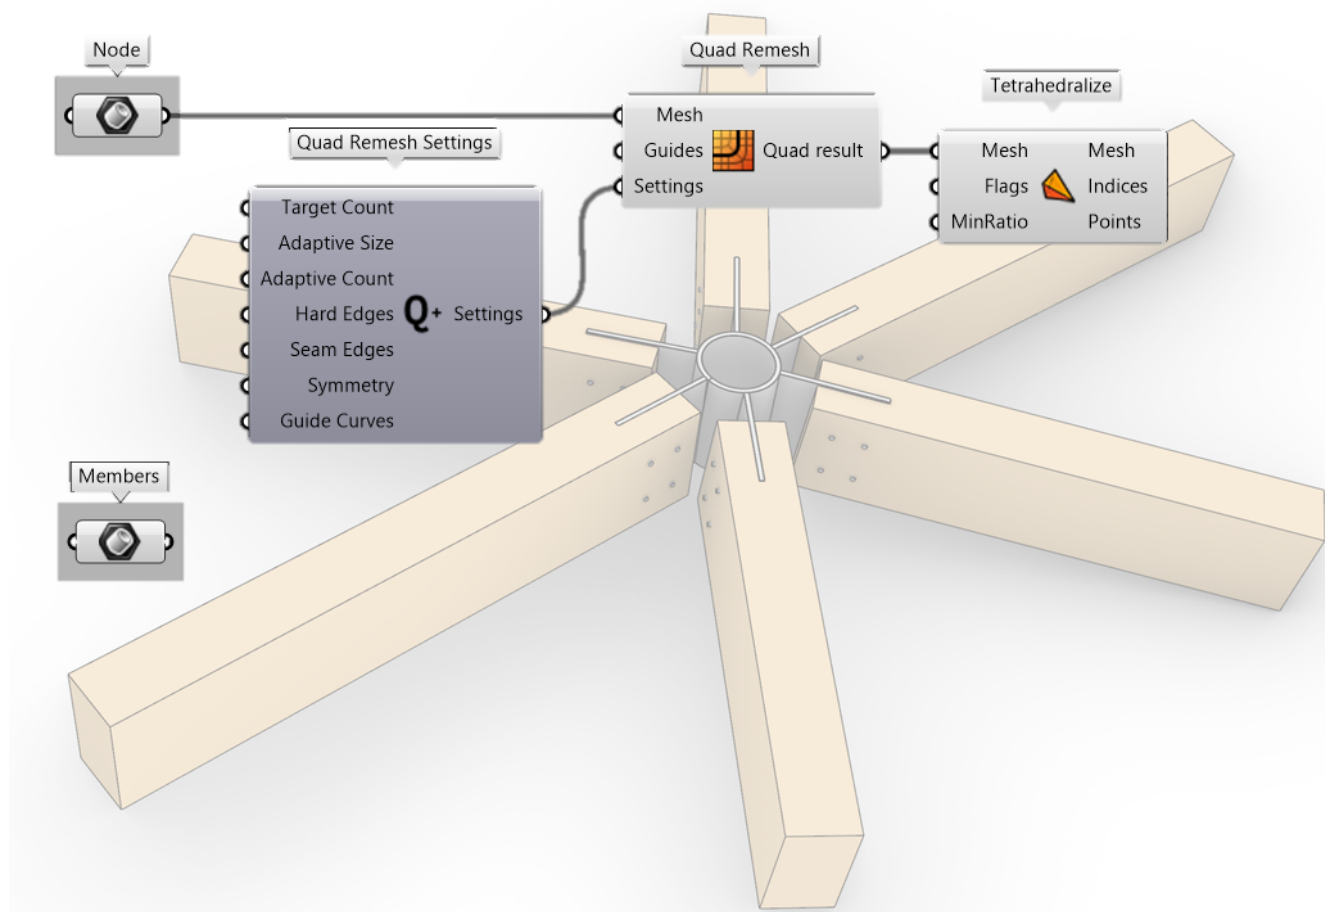 Node
Quad Remesh
Tetrahedralize
Quad Remesh Settings
Mesh
Guides
Settings
Quad result
Mesh
Flags
MinRatio
Mesh
Indices
Points
Target Count
Adaptive Size
Adaptive Count
Hard Edges
Seam Edges
Symmetry
Guide Curves
Q+
Settings
Members